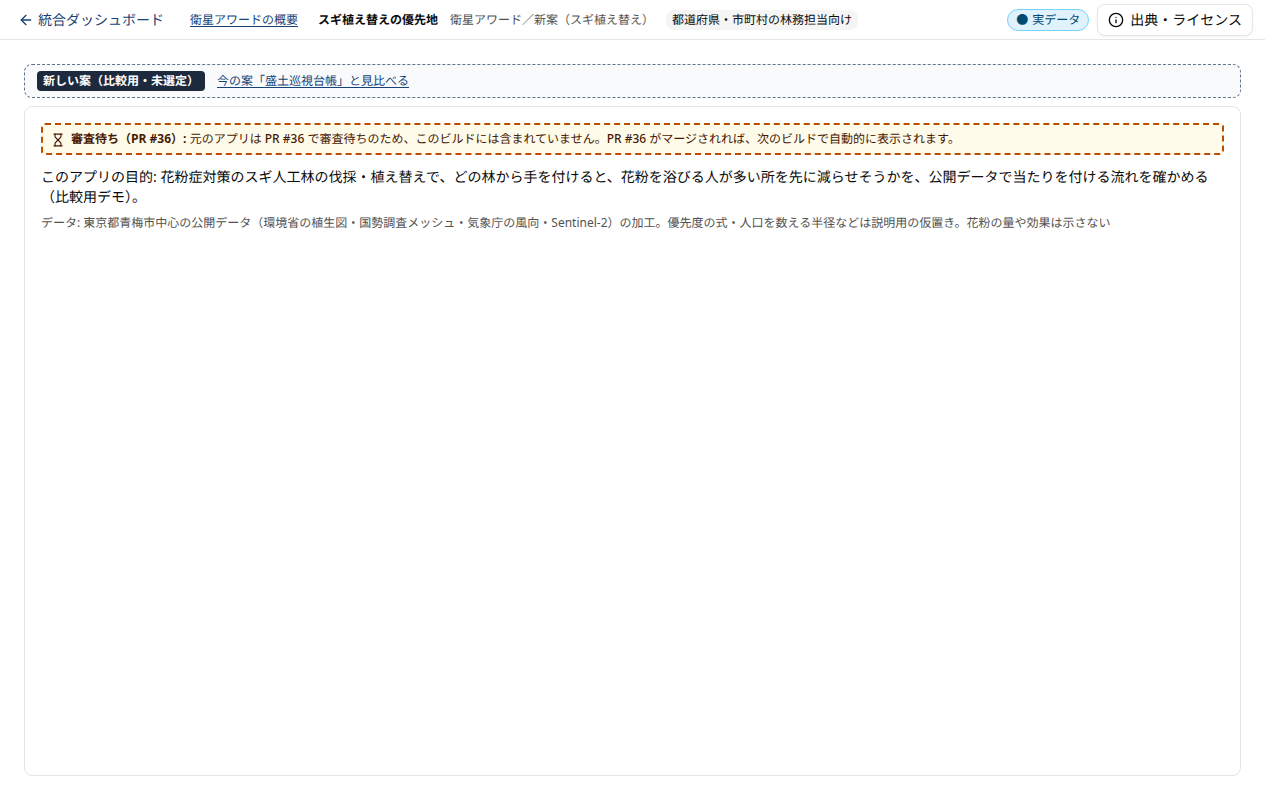 統合ダッシュボード 衛星アワードの概要 スギ植え替えの優先地 衛星アワード／新案（スギ植え替え） 都道府県・市町村の林務担当向け 実データ 出典・ライセンス
新しい案（比較用・未選定） 今の案「盛土巡視台帳」と見比べる
審査待ち（PR #36）: 元のアプリは PR #36 で審査待ちのため、このビルドには含まれていません。PR #36 がマージされれば、次のビルドで自動的に表示されます。
このアプリの目的: 花粉症対策のスギ人工林の伐採・植え替えで、どの林から手を付けると、花粉を浴びる人が多い所を先に減らせそうかを、公開データで当たりを付ける流れを確かめる
（比較用デモ）。
データ: 東京都青梅市中心の公開データ（環境省の植生図・国勢調査メッシュ・気象庁の風向・Sentinel-2）の加工。優先度の式・人口を数える半径などは説明用の仮置き。花粉の量や効果は示さない